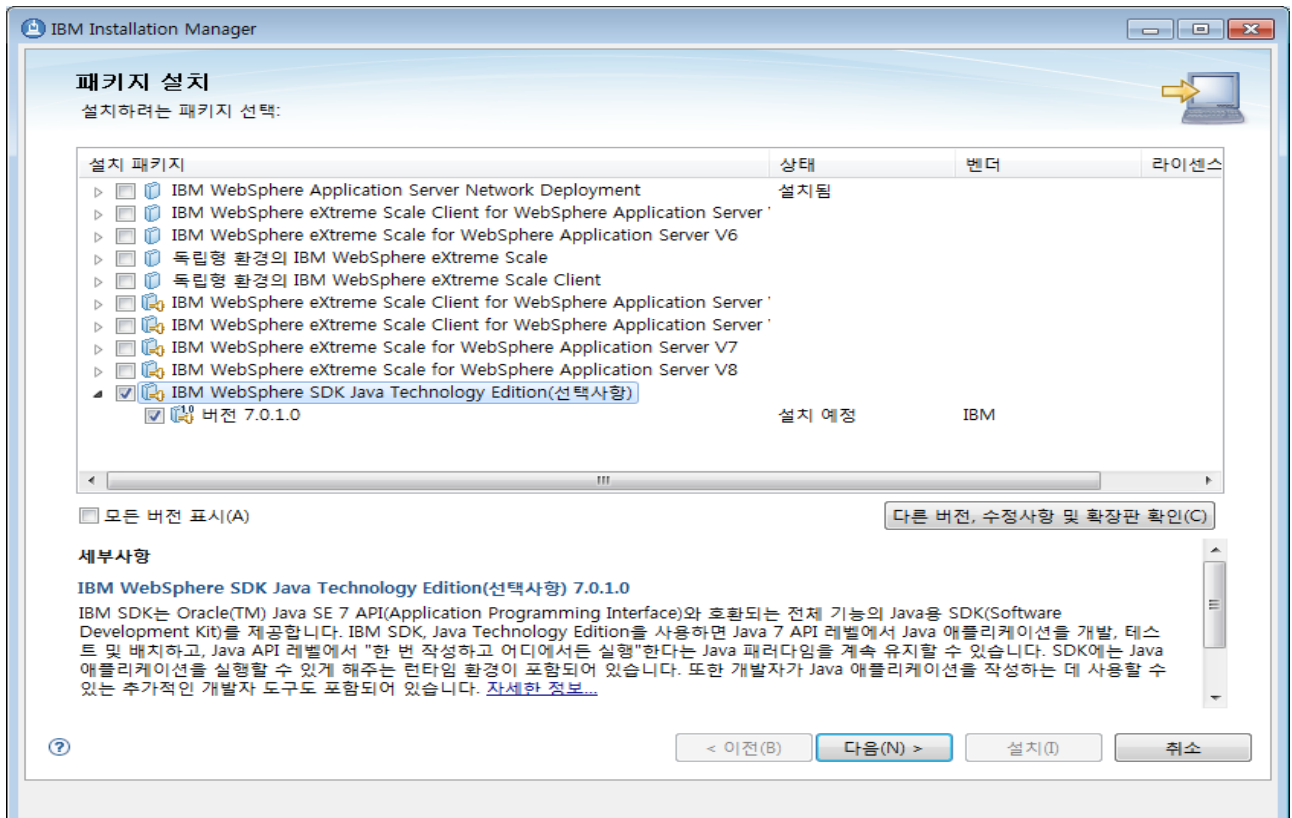 IBM Installation Manager
패키지 설치
설치하려는 패키지 선택:
설치 패키지 상태 벤더 라이센스
IBM WebSphere Application Server Network Deployment 설치됨
IBM WebSphere eXtreme Scale Client for WebSphere Application Server
IBM WebSphere eXtreme Scale for WebSphere Application Server V6
독립형 환경의 IBM WebSphere eXtreme Scale
독립형 환경의 IBM WebSphere eXtreme Scale Client
IBM WebSphere eXtreme Scale Client for WebSphere Application Server
IBM WebSphere eXtreme Scale Client for WebSphere Application Server
IBM WebSphere eXtreme Scale for WebSphere Application Server V7
IBM WebSphere eXtreme Scale for WebSphere Application Server V8
IBM WebSphere SDK Java Technology Edition(선택사항)
버전 7.0.1.0 설치 예정 IBM
모든 버전 표시(A) 다른 버전, 수정사항 및 확장판 확인(C)
세부사항
IBM WebSphere SDK Java Technology Edition(선택사항) 7.0.1.0
IBM SDK는 Oracle(TM) Java SE 7 API(Application Programming Interface)와 호환되는 전체 기능의 Java용 SDK(Software
Development Kit)를 제공합니다. IBM SDK, Java Technology Edition을 사용하면 Java 7 API 레벨에서 Java 애플리케이션을 개발, 테스
트 및 배치하고, Java API 레벨에서 "한 번 작성하고 어디에서든 실행"한다는 Java 패러다임을 계속 유지할 수 있습니다. SDK에는 Java
애플리케이션을 실행할 수 있게 해주는 런타임 환경이 포함되어 있습니다. 또한 개발자가 Java 애플리케이션을 작성하는 데 사용할 수
있는 추가적인 개발자 도구도 포함되어 있습니다. 자세한 정보...
< 이전(B) 다음(N) > 설치(I) 취소